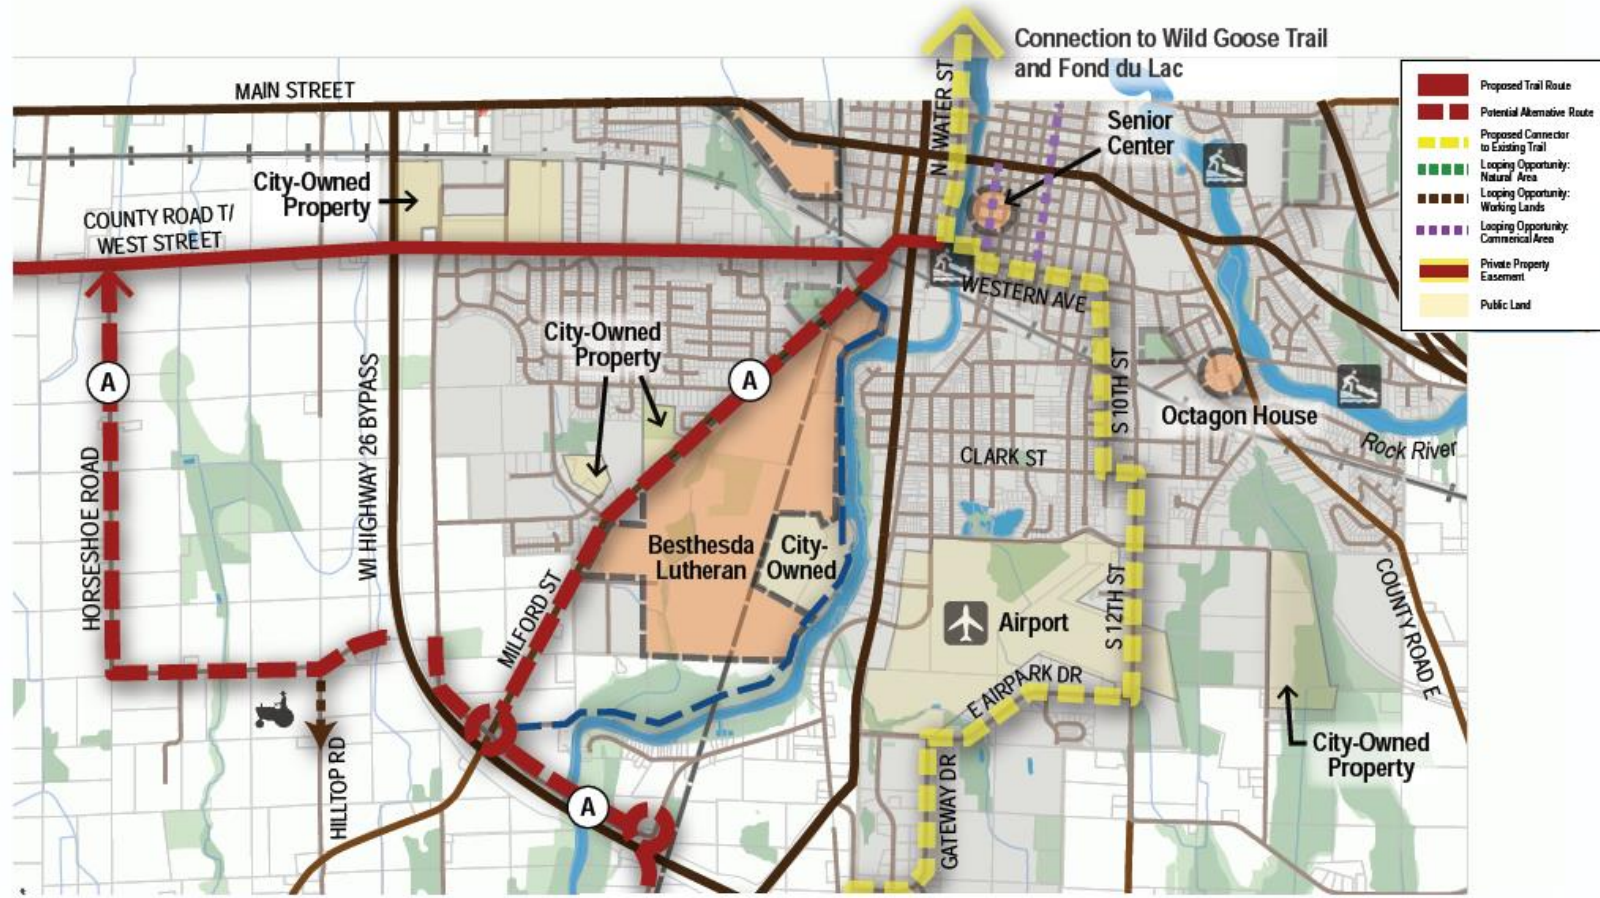 Connection to Wild Goose Trail
and Fond du Lac
MAIN STREET
N. WATER ST
Senior
Center
Proposed Trail Route
Potential Alternative Route
Proposed Connector
to Existing Trail
Looping Opportunity:
Natural Area
Looping Opportunity:
Working Lands
Looping Opportunity:
Commerical Area
Private Property
Easement
Public Land
City-Owned
Property
COUNTY ROAD T/
WEST STREET
WESTERN AVE
City-Owned
Property
A
A
WI HIGHWAY 26 BYPASS
S 10TH ST
Octagon House
Rock River
CLARK ST
HORSESHOE ROAD
Besthesda
Lutheran
City-
Owned
MILFORD ST
Airport
S 12TH ST
COUNTY ROAD E
E AIRPARK DR
HILLTOP RD
City-Owned
Property
GATEWAY DR
A